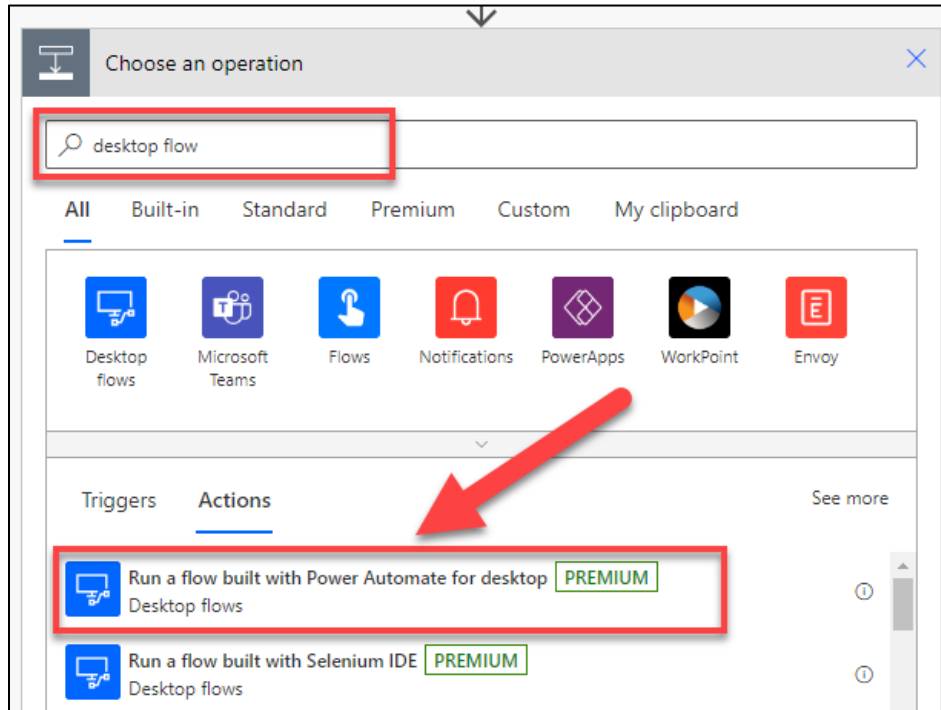 Choose an operation
desktop flow
All Built-in Standard Premium Custom My clipboard
Desktop flows
Microsoft Teams
Flows
Notifications
PowerApps
WorkPoint
Envoy
Triggers Actions See more
Run a flow built with Power Automate for desktop PREMIUM
Desktop flows
Run a flow built with Selenium IDE PREMIUM
Desktop flows